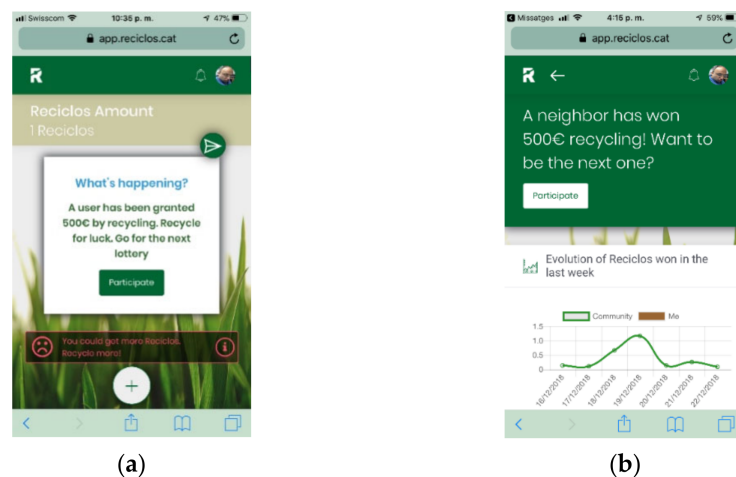 Swisscom 10:35 p. m. 47%
app.reciclos.cat
R
Reciclos Amount
1 Reciclos
What's happening?
A user has been granted
500€ by recycling. Recycle
for luck. Go for the next
lottery
Participate
You could get more Reciclos.
Recycle more!
(a)
Missatges 4:15 p. m. 59%
app.reciclos.cat
R
A neighbor has won
500€ recycling! Want to
be the next one?
Participate
Evolution of Reciclos won in the
last week
Community Me
1.5
1.0
0.5
0
16/12/2018 17/12/2018 18/12/2018 19/12/2018 20/12/2018 21/12/2018 22/12/2018
(b)